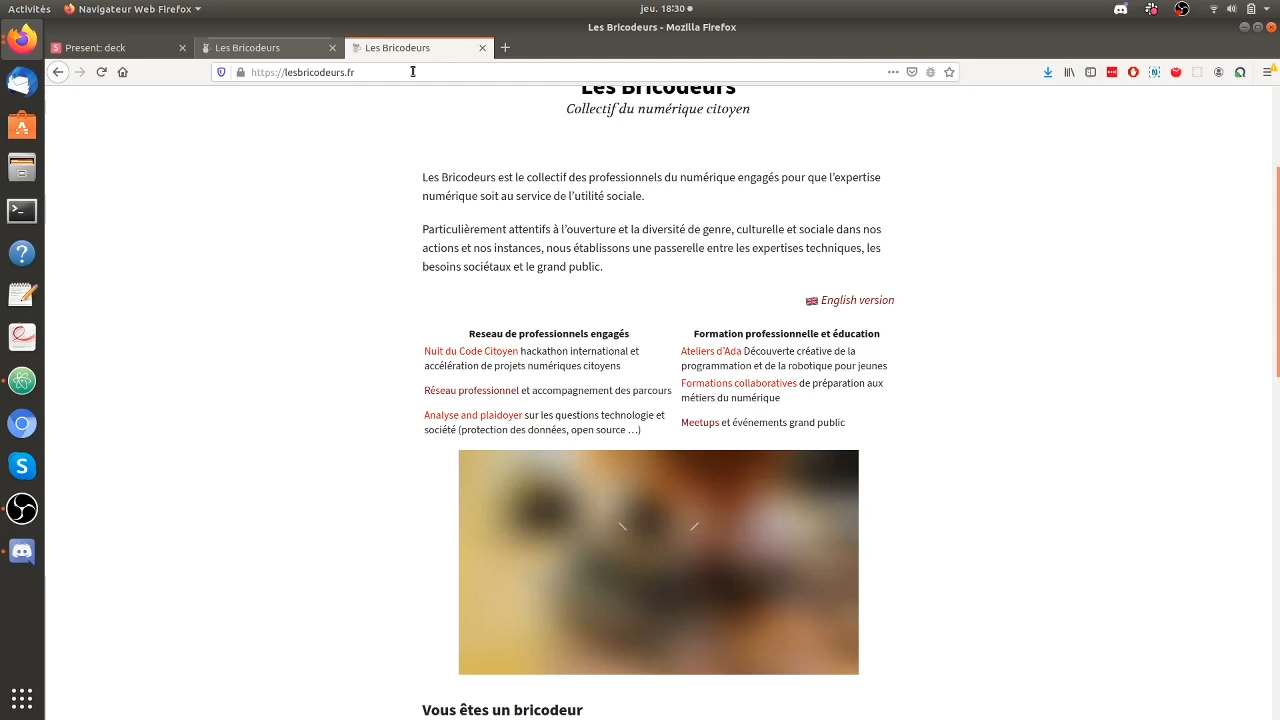 Activités
Navigateur Web Firefox
jeu. 18:30
Les Bricodeurs - Mozilla Firefox
Present: deck
Les Bricodeurs
Les Bricodeurs
https://lesbricodeurs.fr
Les Bricodeurs
Collectif du numérique citoyen
Les Bricodeurs est le collectif des professionnels du numérique engagés pour que l’expertise
numérique soit au service de l’utilité sociale.
Particulièrement attentifs à l’ouverture et la diversité de genre, culturelle et sociale dans nos
actions et nos instances, nous établissons une passerelle entre les expertises techniques, les
besoins sociétaux et le grand public.
English version
Reseau de professionnels engagés
Nuit du Code Citoyen hackathon international et
accélération de projets numériques citoyens
Réseau professionnel et accompagnement des parcours
Analyse and plaidoyer sur les questions technologie et
société (protection des données, open source …)
Formation professionnelle et éducation
Ateliers d’Ada Découverte créative de la
programmation et de la robotique pour jeunes
Formations collaboratives de préparation aux
métiers du numérique
Meetups et événements grand public
Vous êtes un bricodeur